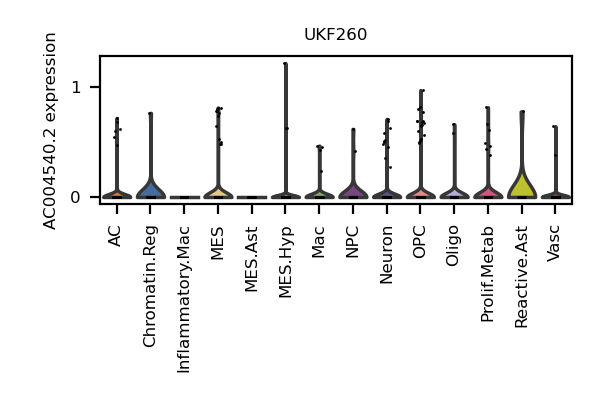 UKF260
AC004540.2 expression
1
0
AC
Chromatin.Reg
Inflammatory.Mac
MES
MES.Ast
MES.Hyp
Mac
NPC
Neuron
OPC
Oligo
Prolif.Metab
Reactive.Ast
Vasc